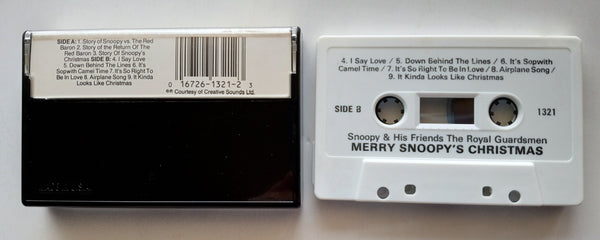 SIDE A: 1. Story of Snoopy vs. The Red
Baron 2. Story of the Return Of The
Red Baron 3. Story Of Snoopy's
Christmas SIDE B: 4. I Say Love
5. Down Behind The Lines 6. It's
Sopwith Camel Time 7. It's So Right To
Be In Love 8. Airplane Song 9. It Kinda
Looks Like Christmas
0 16726-1321-2 3
Courtesy of Creative Sounds Ltd.
MADE IN U.S.A.
4. I Say Love / 5. Down Behind The Lines / 6. It's Sopwith
Camel Time / 7. It's So Right To Be In Love / 8. Airplane Song /
9. It Kinda Looks Like Christmas
SIDE B
1321
Snoopy & His Friends The Royal Guardsmen
MERRY SNOOPY'S CHRISTMAS